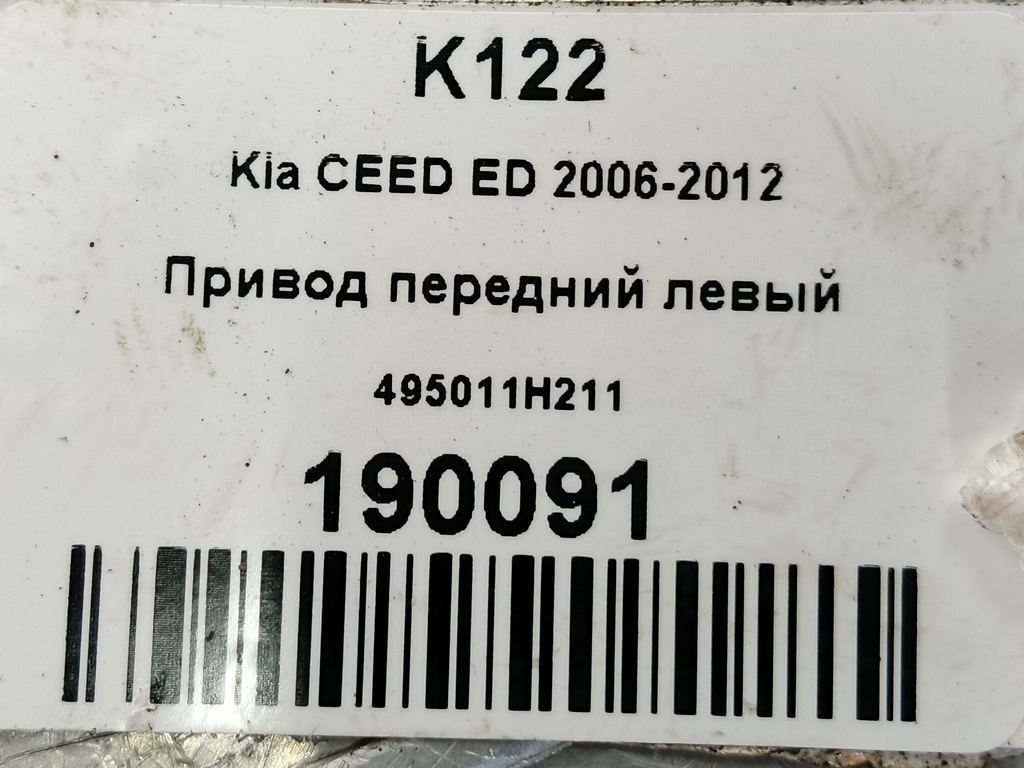 K122
Kia CEED ED 2006-2012
Привод передний левый
495011H211
190091